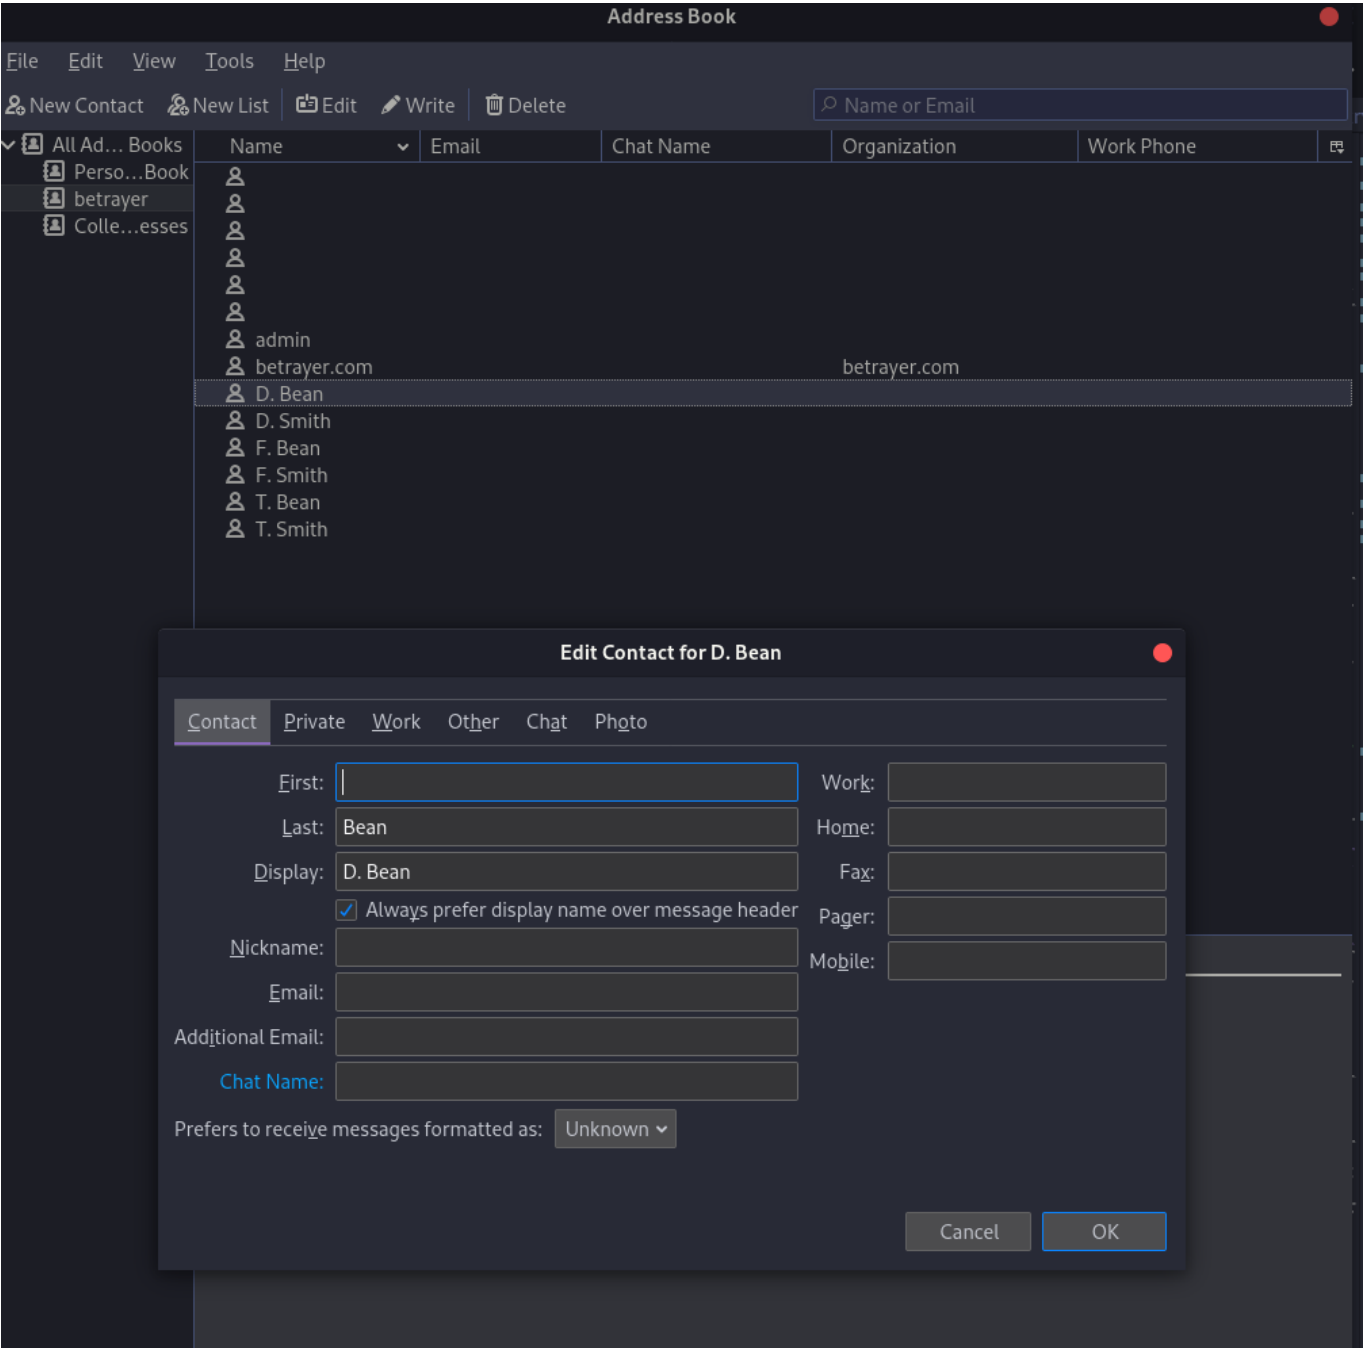 Address Book
File Edit View Tools Help
New Contact New List Edit Write Delete Name or Email
All Ad... Books Name Email Chat Name Organization Work Phone
Perso...Book
betrayer
Colle...esses
admin
betrayer.com betrayer.com
D. Bean
D. Smith
F. Bean
F. Smith
T. Bean
T. Smith
Edit Contact for D. Bean
Contact Private Work Other Chat Photo
First: Work:
Last: Bean Home:
Display: D. Bean Fax:
Always prefer display name over message header Pager:
Nickname:
Mobile:
Email:
Additional Email:
Chat Name:
Prefers to receive messages formatted as: Unknown
Cancel OK